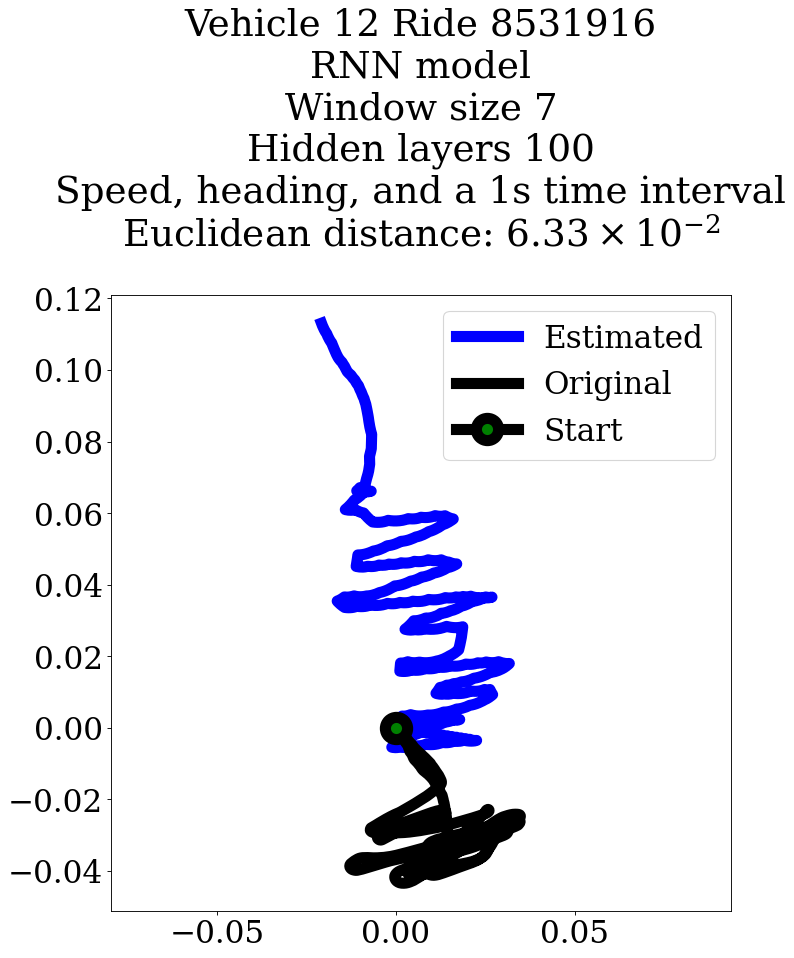 Vehicle 12 Ride 8531916
RNN model
Window size 7
Hidden layers 100
Speed, heading, and a 1s time interval
Euclidean distance: 6.33 × 10⁻²
0.12
0.10
0.08
0.06
0.04
0.02
0.00
−0.02
−0.04
Estimated
Original
Start
−0.05
0.00
0.05